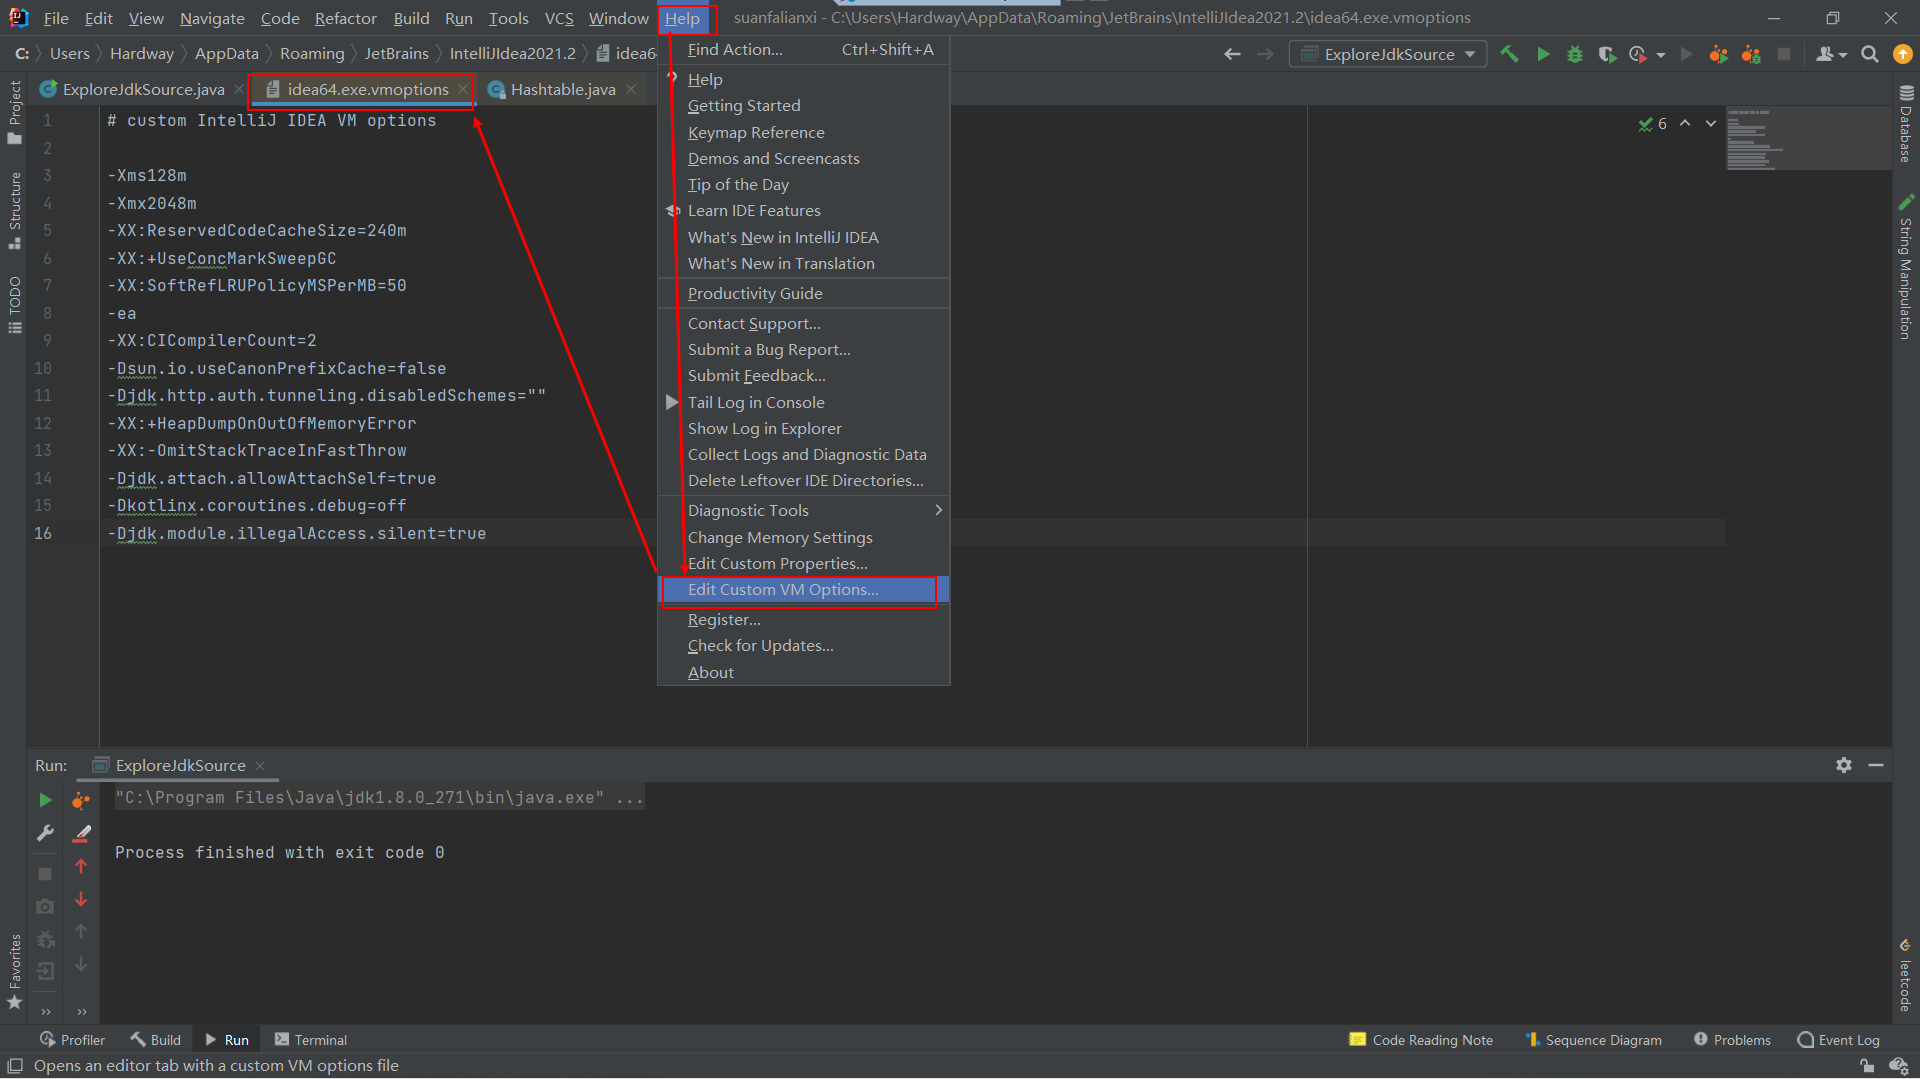 File Edit View Navigate Code Refactor Build Run Tools VCS Window Help suanfalianxi - C:\Users\Hardway\AppData\Roaming\JetBrains\IntelliJIdea2021.2\idea64.exe.vmoptions
C: Users Hardway AppData Roaming JetBrains IntelliJIdea2021.2 idea6
ExploreJdkSource
ExploreJdkSource.java idea64.exe.vmoptions Hashtable.java
Project
Structure
TODO
Favorites
1 # custom IntelliJ IDEA VM options
2
3 -Xms128m
4 -Xmx2048m
5 -XX:ReservedCodeCacheSize=240m
6 -XX:+UseConcMarkSweepGC
7 -XX:SoftRefLRUPolicyMSPerMB=50
8 -ea
9 -XX:CICompilerCount=2
10 -Dsun.io.useCanonPrefixCache=false
11 -Djdk.http.auth.tunneling.disabledSchemes=""
12 -XX:+HeapDumpOnOutOfMemoryError
13 -XX:-OmitStackTraceInFastThrow
14 -Djdk.attach.allowAttachSelf=true
15 -Dkotlinx.coroutines.debug=off
16 -Djdk.module.illegalAccess.silent=true
Find Action... Ctrl+Shift+A
? Help
Getting Started
Keymap Reference
Demos and Screencasts
Tip of the Day
Learn IDE Features
What's New in IntelliJ IDEA
What's New in Translation
Productivity Guide
Contact Support...
Submit a Bug Report...
Submit Feedback...
Tail Log in Console
Show Log in Explorer
Collect Logs and Diagnostic Data
Delete Leftover IDE Directories...
Diagnostic Tools
Change Memory Settings
Edit Custom Properties...
Edit Custom VM Options...
Register...
Check for Updates...
About
6
Database
String Manipulation
leetcode
Run: ExploreJdkSource
"C:\Program Files\Java\jdk1.8.0_271\bin\java.exe" ...
Process finished with exit code 0
Profiler Build Run Terminal Code Reading Note Sequence Diagram Problems Event Log
Opens an editor tab with a custom VM options file